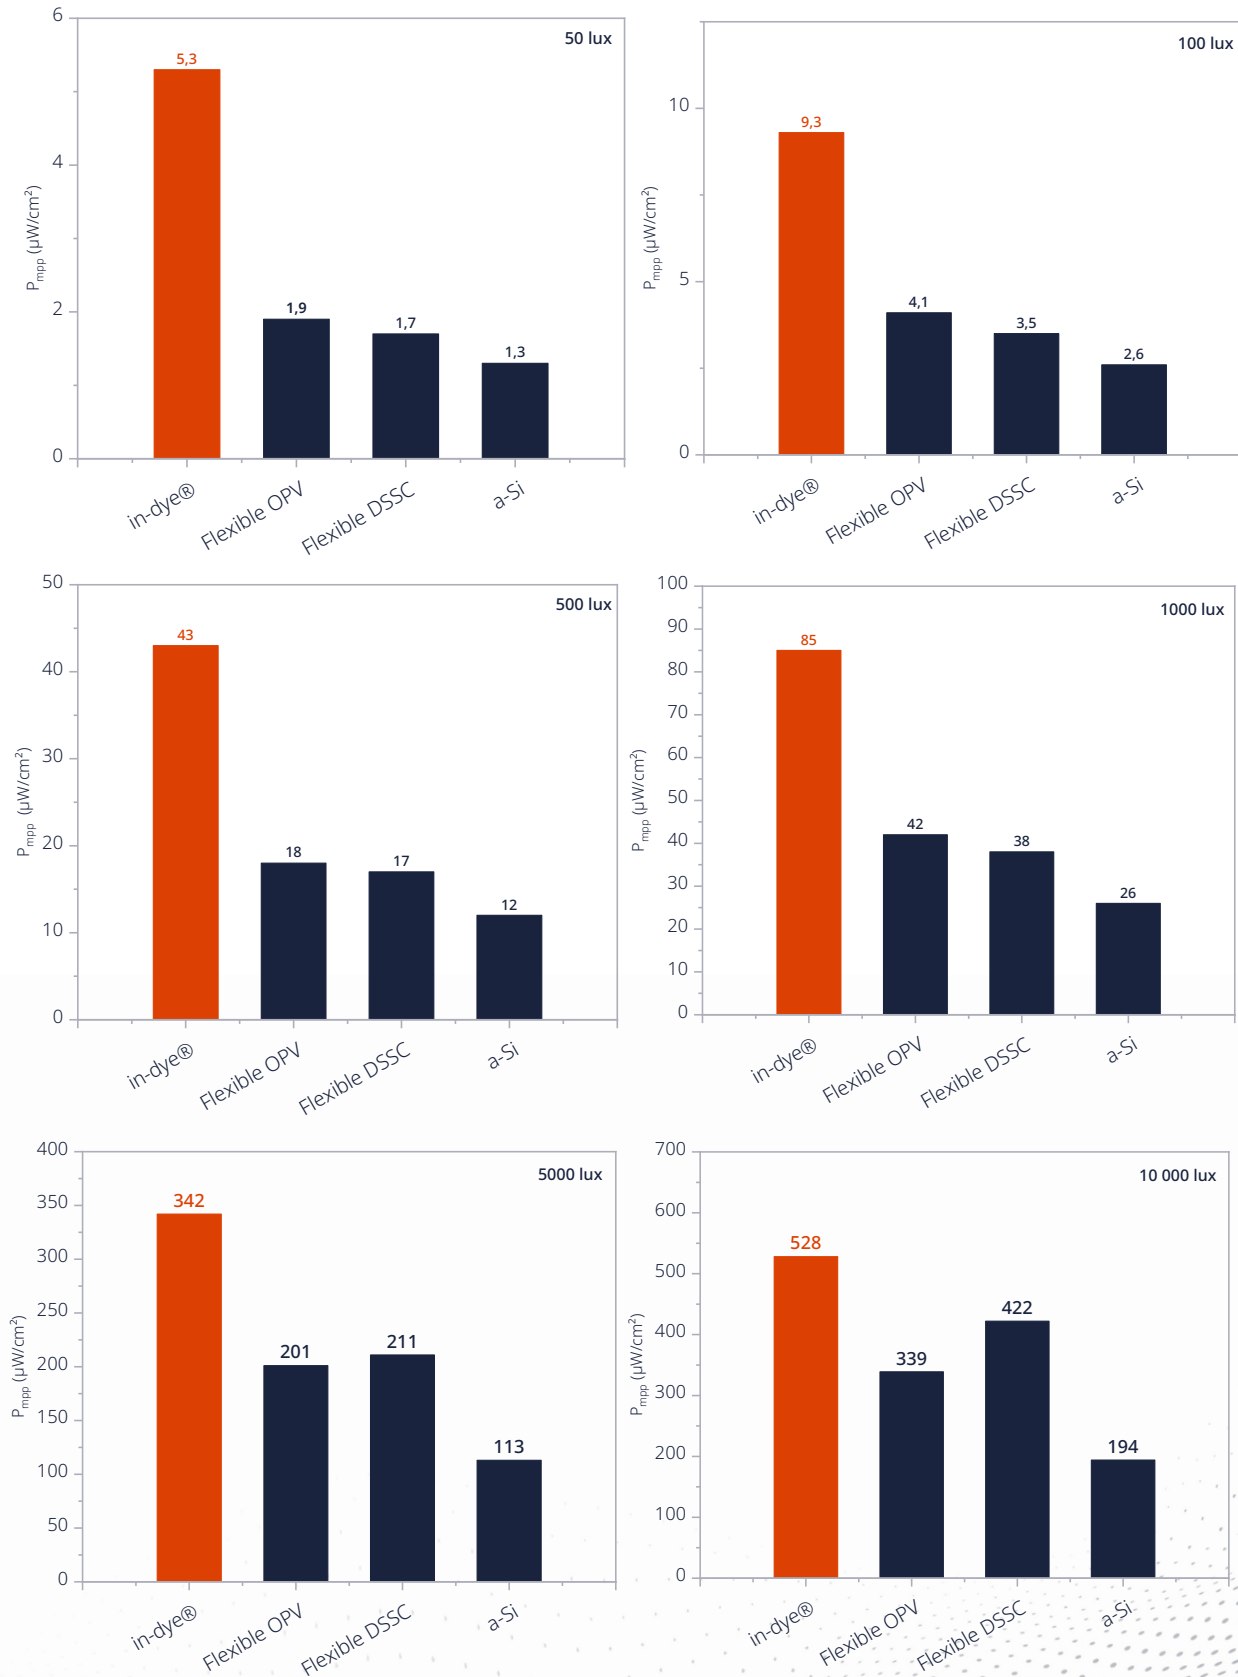 50 lux
6
4
2
0
P_mpp (µW/cm²)
5,3
1,9
1,7
1,3
in-dye®
Flexible OPV
Flexible DSSC
a-Si
100 lux
10
5
0
P_mpp (µW/cm²)
9,3
4,1
3,5
2,6
in-dye®
Flexible OPV
Flexible DSSC
a-Si
500 lux
50
40
30
20
10
0
P_mpp (µW/cm²)
43
18
17
12
in-dye®
Flexible OPV
Flexible DSSC
a-Si
1000 lux
100
90
80
70
60
50
40
30
20
10
0
P_mpp (µW/cm²)
85
42
38
26
in-dye®
Flexible OPV
Flexible DSSC
a-Si
5000 lux
400
350
300
250
200
150
100
50
0
P_mpp (µW/cm²)
342
201
211
113
in-dye®
Flexible OPV
Flexible DSSC
a-Si
10 000 lux
700
600
500
400
300
200
100
0
P_mpp (µW/cm²)
528
339
422
194
in-dye®
Flexible OPV
Flexible DSSC
a-Si